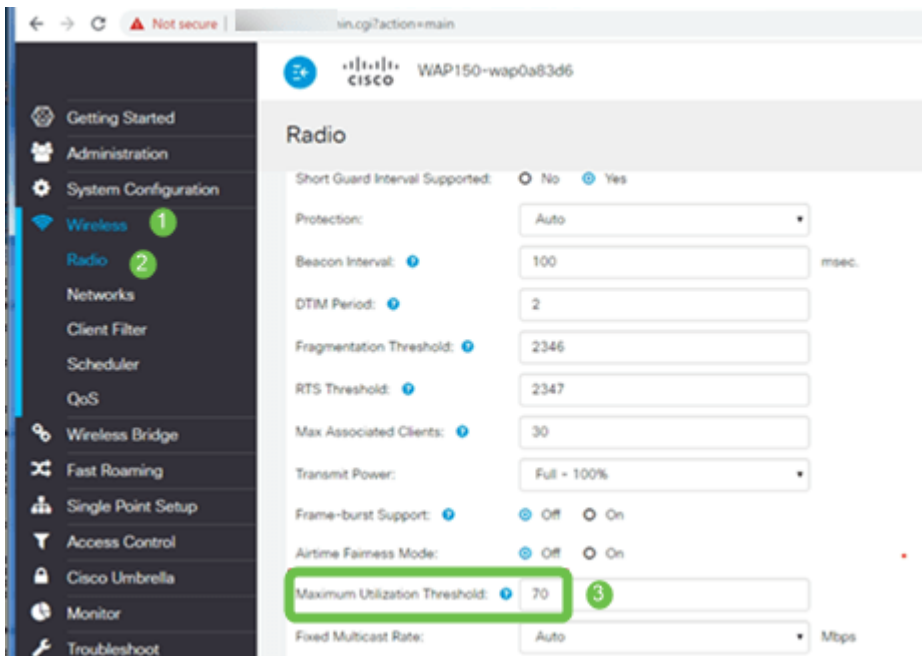 Not secure
in.cgi?action=main
CISCO
WAP150-wap0a83d6
Getting Started
Administration
System Configuration
Wireless 1
Radio 2
Networks
Client Filter
Scheduler
QoS
Wireless Bridge
Fast Roaming
Single Point Setup
Access Control
Cisco Umbrella
Monitor
Troubleshoot
Radio
Short Guard Interval Supported: No Yes
Protection: Auto
Beacon Interval: ? 100 msec.
DTIM Period: ? 2
Fragmentation Threshold: ? 2346
RTS Threshold: ? 2347
Max Associated Clients: ? 30
Transmit Power: Full - 100%
Frame-burst Support: ? Off On
Airtime Fairness Mode: Off On
Maximum Utilization Threshold: ? 70 3
Fixed Multicast Rate: Auto Mbps